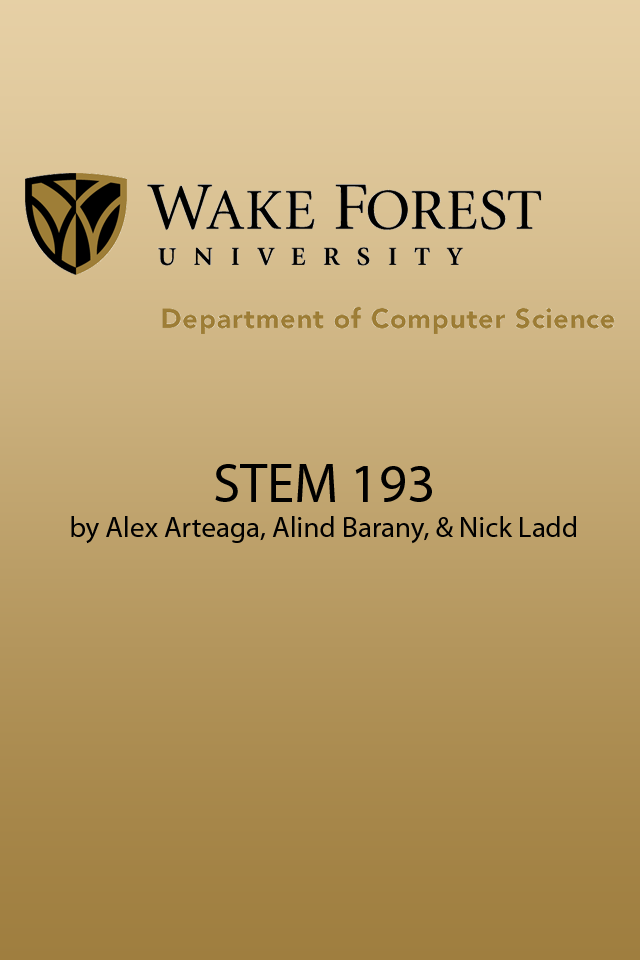 WAKE FOREST
UNIVERSITY
Department of Computer Science
STEM 193
by Alex Arteaga, Alind Barany, & Nick Ladd